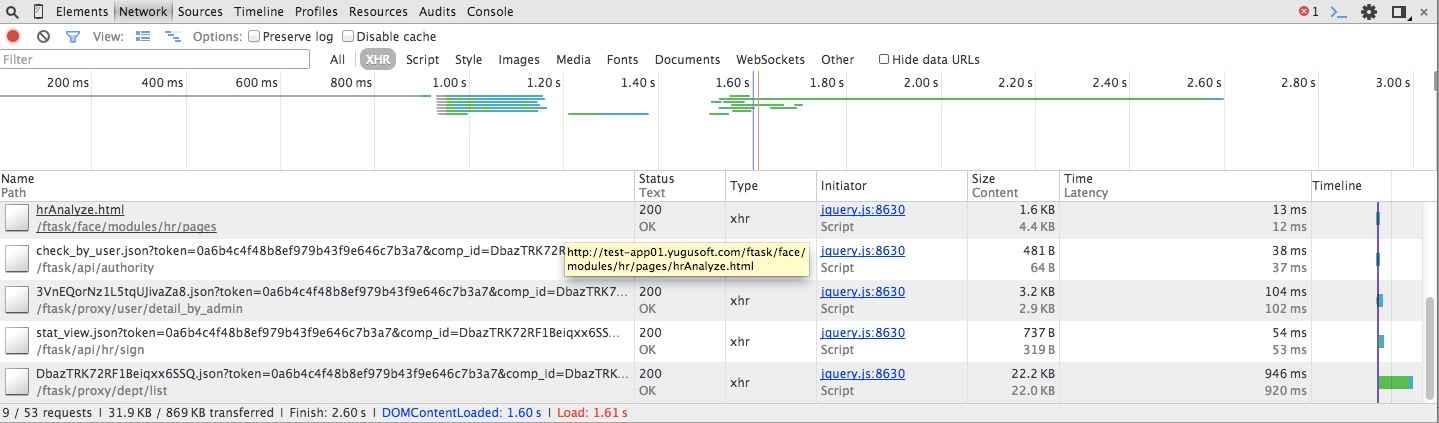 Elements Network Sources Timeline Profiles Resources Audits Console 1
View: Options: Preserve log Disable cache
Filter All XHR Script Style Images Media Fonts Documents WebSockets Other Hide data URLs
200 ms 400 ms 600 ms 800 ms 1.00 s 1.20 s 1.40 s 1.60 s 1.80 s 2.00 s 2.20 s 2.40 s 2.60 s 2.80 s 3.00 s
Name Status Type Initiator Size Time Timeline
Path Text Content Latency
hrAnalyze.html 200 xhr jquery.js:8630 1.6 KB 13 ms
/ftask/face/modules/hr/pages OK Script 4.4 KB 12 ms
check_by_user.json?token=0a6b4c4f48b8ef979b43f9e646c7b3a7&comp_id=DbazTRK72R xhr jquery.js:8630 481 B 38 ms
/ftask/api/authority Script 64 B 37 ms
http://test-app01.yugusoft.com/ftask/face/
modules/hr/pages/hrAnalyze.html
3VnEQorNz1L5tqUJivaZa8.json?token=0a6b4c4f48b8ef979b43f9e646c7b3a7&comp_id=DbazTRK7... 200 xhr jquery.js:8630 3.2 KB 104 ms
/ftask/proxy/user/detail_by_admin OK Script 2.9 KB 102 ms
stat_view.json?token=0a6b4c4f48b8ef979b43f9e646c7b3a7&comp_id=DbazTRK72RF1Beiqxx6SS... 200 xhr jquery.js:8630 737 B 54 ms
/ftask/api/hr/sign OK Script 319 B 53 ms
DbazTRK72RF1Beiqxx6SSQ.json?token=0a6b4c4f48b8ef979b43f9e646c7b3a7&comp_id=DbazTRK... 200 xhr jquery.js:8630 22.2 KB 946 ms
/ftask/proxy/dept/list OK Script 22.0 KB 920 ms
9 / 53 requests | 31.9 KB / 869 KB transferred | Finish: 2.60 s | DOMContentLoaded: 1.60 s | Load: 1.61 s